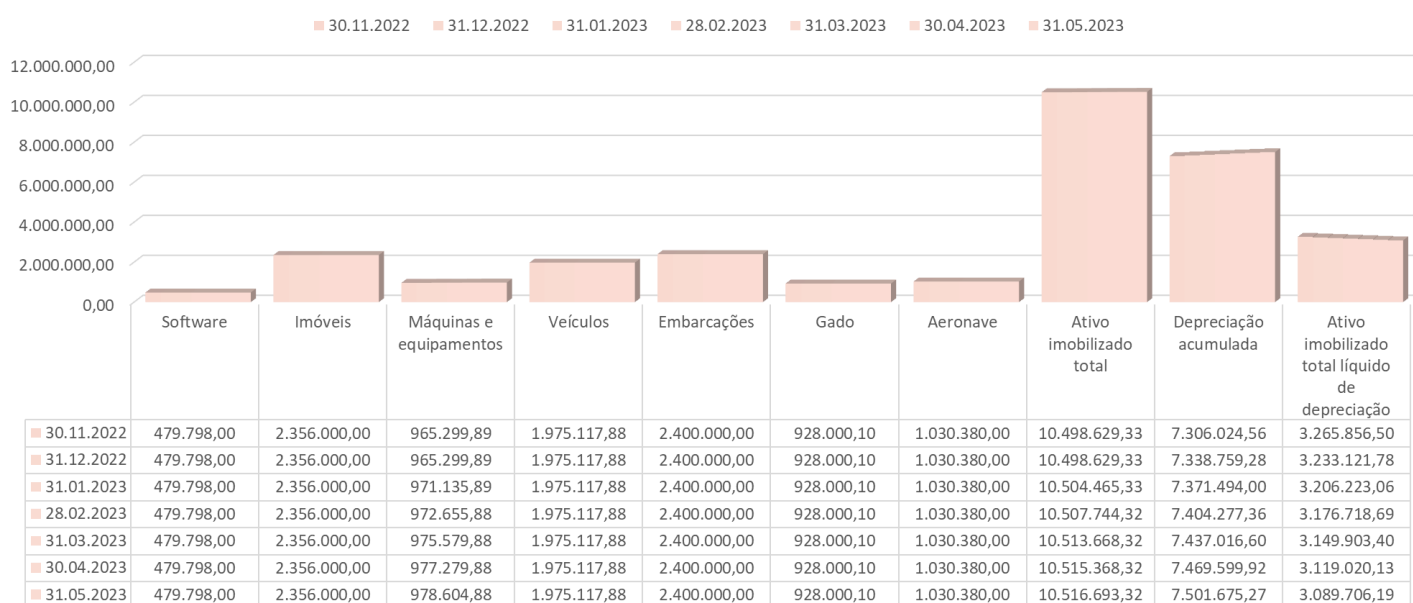 30.11.2022 31.12.2022 31.01.2023 28.02.2023 31.03.2023 30.04.2023 31.05.2023
12.000.000,00
10.000.000,00
8.000.000,00
6.000.000,00
4.000.000,00
2.000.000,00
0,00
Software Imóveis Máquinas e equipamentos Veículos Embarcações Gado Aeronave Ativo imobilizado total Depreciação acumulada Ativo imobilizado total líquido de depreciação
30.11.2022 479.798,00 2.356.000,00 965.299,89 1.975.117,88 2.400.000,00 928.000,10 1.030.380,00 10.498.629,33 7.306.024,56 3.265.856,50
31.12.2022 479.798,00 2.356.000,00 965.299,89 1.975.117,88 2.400.000,00 928.000,10 1.030.380,00 10.498.629,33 7.338.759,28 3.233.121,78
31.01.2023 479.798,00 2.356.000,00 971.135,89 1.975.117,88 2.400.000,00 928.000,10 1.030.380,00 10.504.465,33 7.371.494,00 3.206.223,06
28.02.2023 479.798,00 2.356.000,00 972.655,88 1.975.117,88 2.400.000,00 928.000,10 1.030.380,00 10.507.744,32 7.404.277,36 3.176.718,69
31.03.2023 479.798,00 2.356.000,00 975.579,88 1.975.117,88 2.400.000,00 928.000,10 1.030.380,00 10.513.668,32 7.437.016,60 3.149.903,40
30.04.2023 479.798,00 2.356.000,00 977.279,88 1.975.117,88 2.400.000,00 928.000,10 1.030.380,00 10.515.368,32 7.469.599,92 3.119.020,13
31.05.2023 479.798,00 2.356.000,00 978.604,88 1.975.117,88 2.400.000,00 928.000,10 1.030.380,00 10.516.693,32 7.501.675,27 3.089.706,19